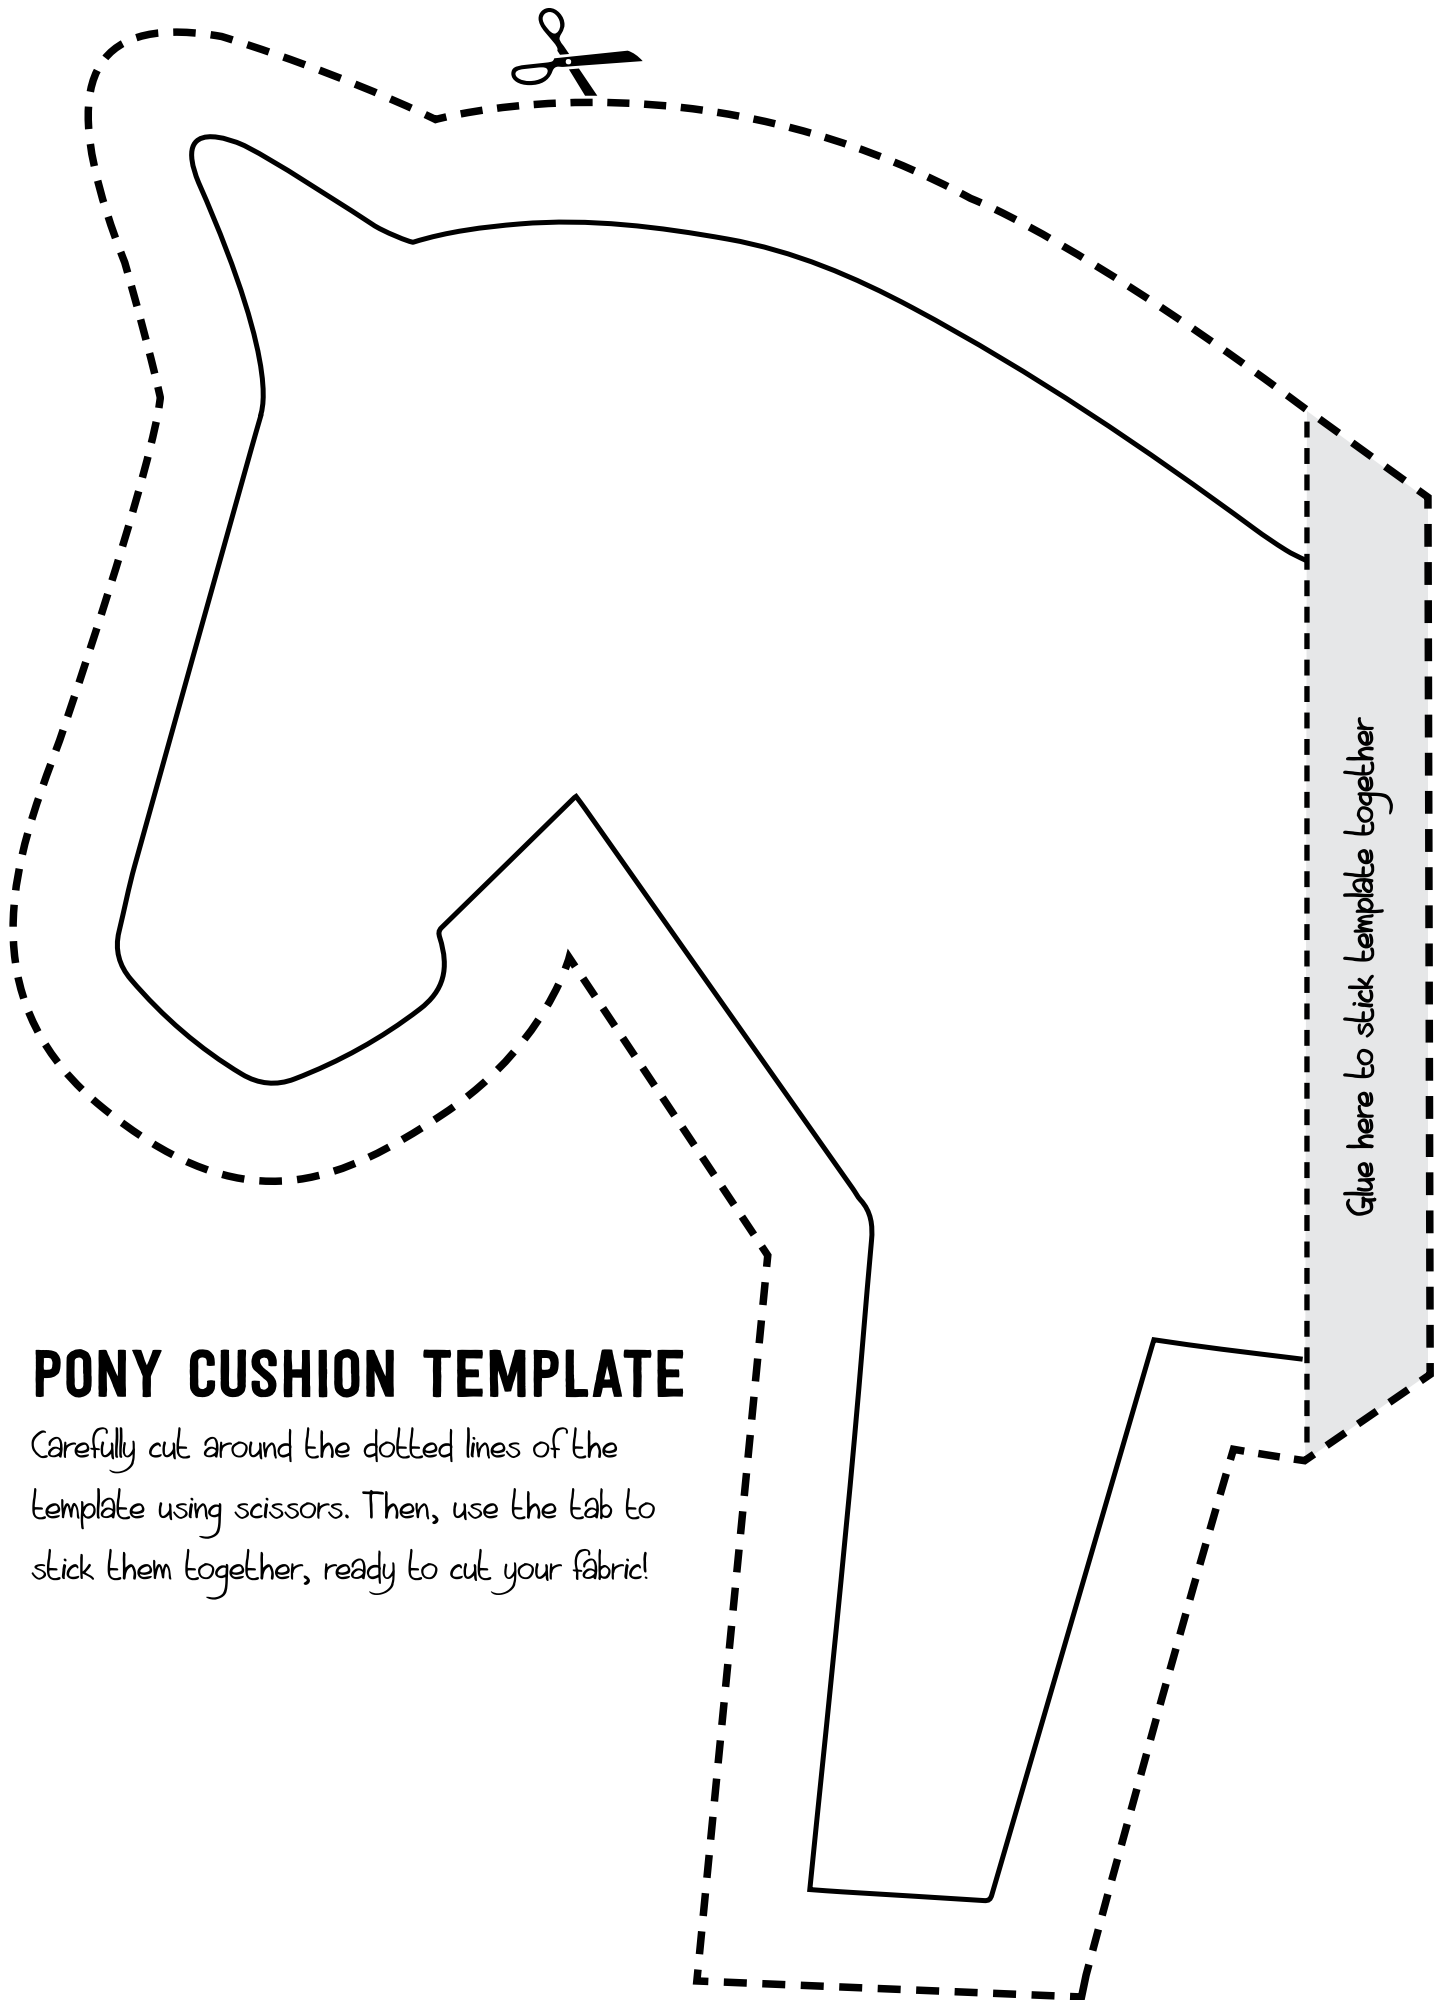 PONY CUSHION TEMPLATE
Carefully cut around the dotted lines of the
template using scissors. Then, use the tab to
stick them together, ready to cut your fabric!
Glue here to stick template together